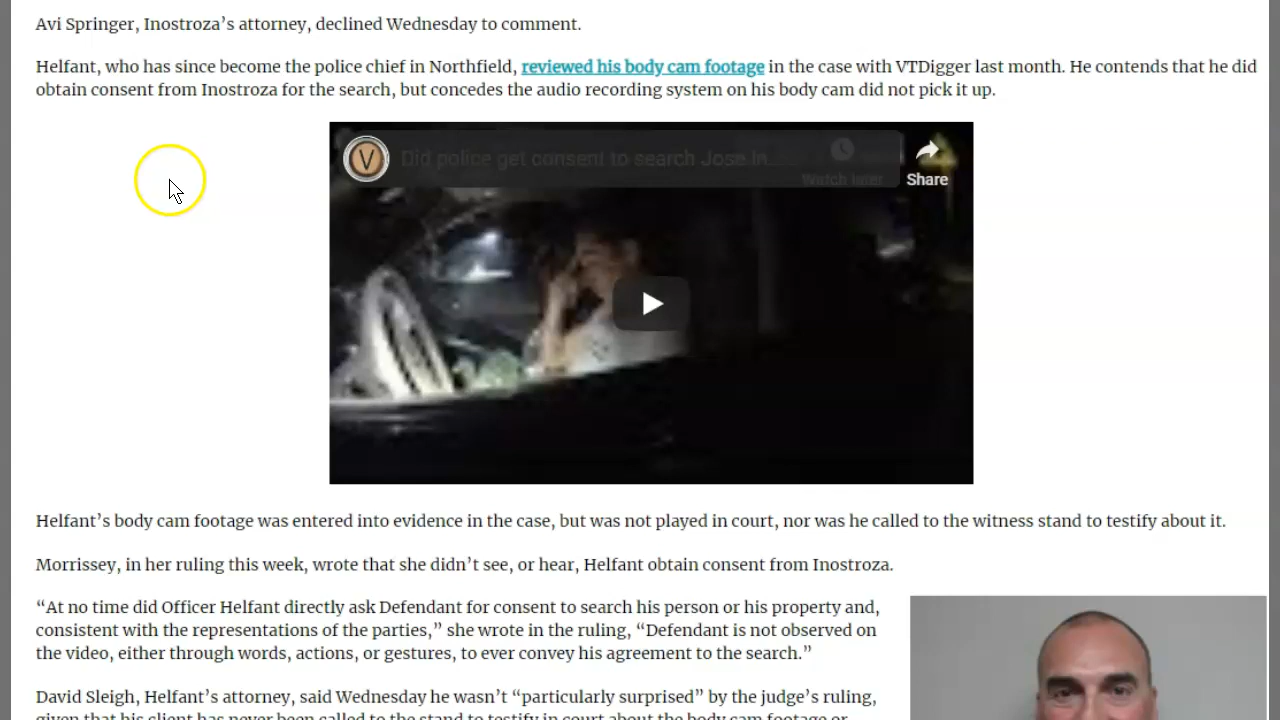 Avi Springer, Inostroza’s attorney, declined Wednesday to comment.
Helfant, who has since become the police chief in Northfield, reviewed his body cam footage in the case with VTDigger last month. He contends that he did
obtain consent from Inostroza for the search, but concedes the audio recording system on his body cam did not pick it up.
V
Did police get consent to search Jose In...
Watch later
Share
Helfant’s body cam footage was entered into evidence in the case, but was not played in court, nor was he called to the witness stand to testify about it.
Morrissey, in her ruling this week, wrote that she didn’t see, or hear, Helfant obtain consent from Inostroza.
“At no time did Officer Helfant directly ask Defendant for consent to search his person or his property and,
consistent with the representations of the parties,” she wrote in the ruling, “Defendant is not observed on
the video, either through words, actions, or gestures, to ever convey his agreement to the search.”
David Sleigh, Helfant’s attorney, said Wednesday he wasn’t “particularly surprised” by the judge’s ruling,
given that his client has never been called to the stand to testify in court about the body cam footage or